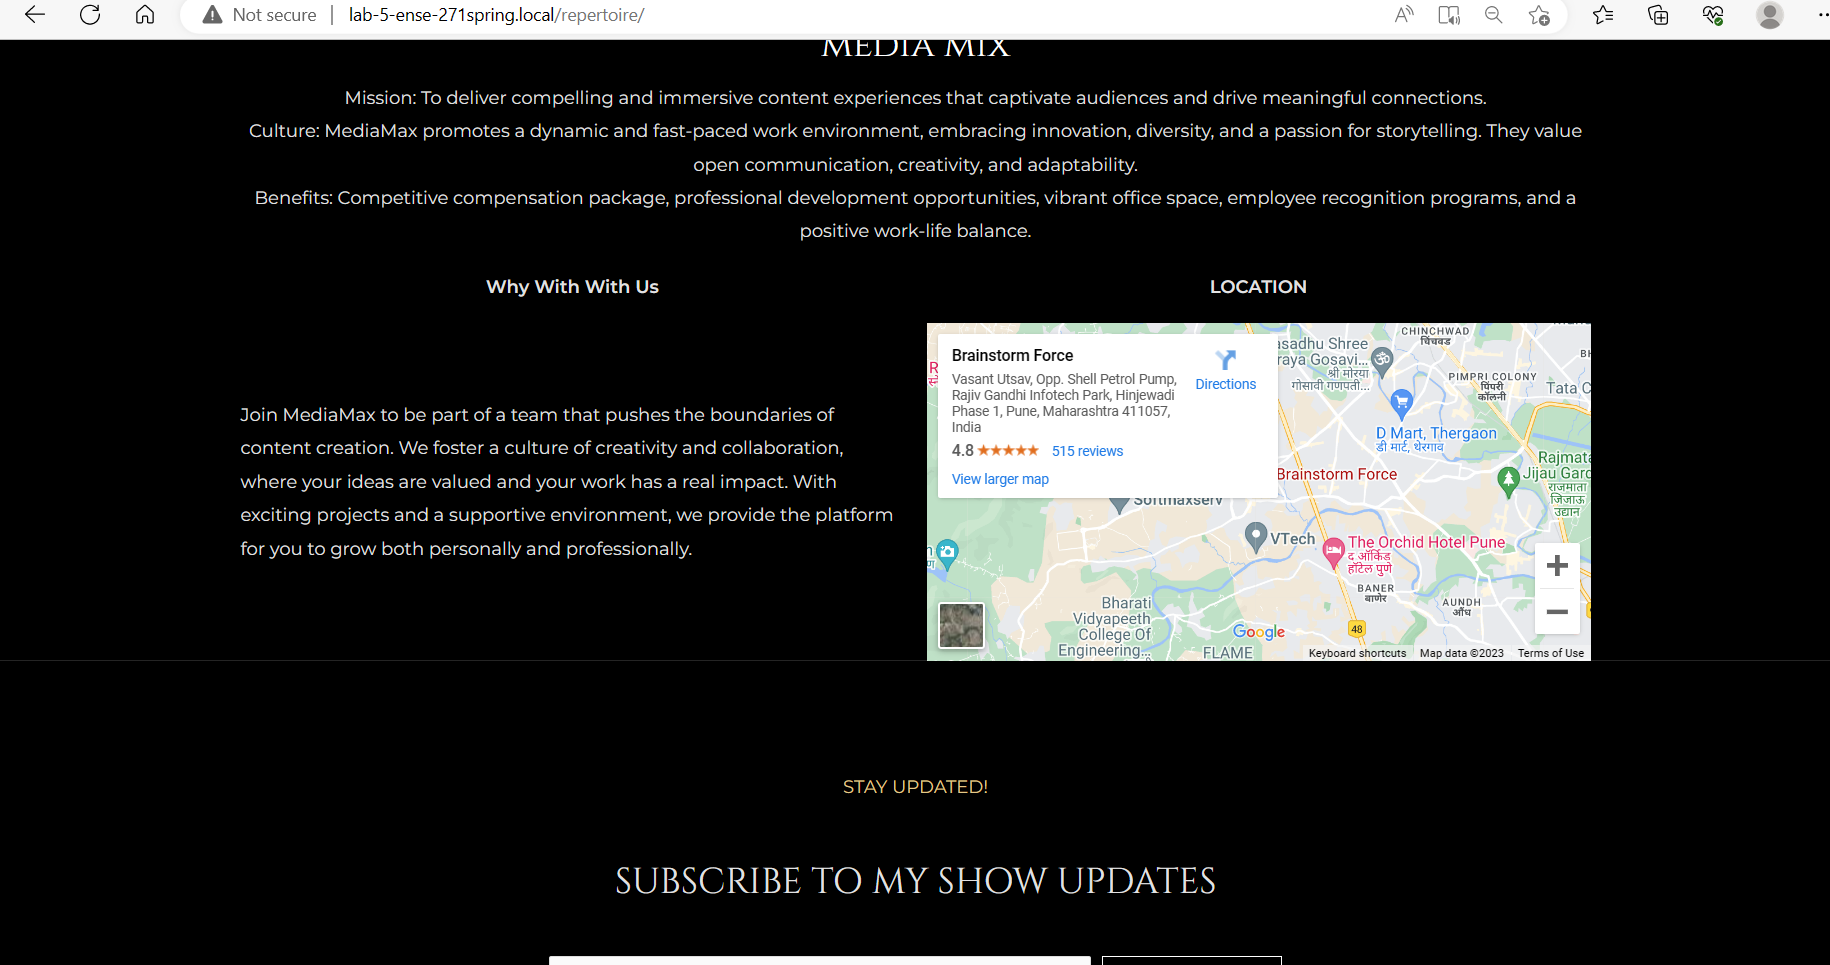 Not secure
lab-5-ense-271spring.local/repertoire/
MEDIA MIX
Mission: To deliver compelling and immersive content experiences that captivate audiences and drive meaningful connections.
Culture: MediaMax promotes a dynamic and fast-paced work environment, embracing innovation, diversity, and a passion for storytelling. They value
open communication, creativity, and adaptability.
Benefits: Competitive compensation package, professional development opportunities, vibrant office space, employee recognition programs, and a
positive work-life balance.
Why With With Us
Join MediaMax to be part of a team that pushes the boundaries of
content creation. We foster a culture of creativity and collaboration,
where your ideas are valued and your work has a real impact. With
exciting projects and a supportive environment, we provide the platform
for you to grow both personally and professionally.
LOCATION
Brainstorm Force
Vasant Utsav, Opp. Shell Petrol Pump,
Rajiv Gandhi Infotech Park, Hinjewadi
Phase 1, Pune, Maharashtra 411057,
India
4.8 ★★★★★ 515 reviews
View larger map
Directions
CHINCHWAD
चिंचवड
asadhu Shree
raya Gosavi...
श्री मोरया
गोसावी गणपती...
PIMPRI COLONY
पिंपरी
कॉलनी
Tata C
D Mart, Thergaon
डी मार्ट, थेरगाव
Brainstorm Force
Rajmata
Jijau Gard
राजमाता
जिजाऊ
उद्यान
Softmaxserv
VTech
The Orchid Hotel Pune
द ऑर्किड
हॉटेल पुणे
BANER
बाणेर
AUNDH
औंध
Bharati
Vidyapeeth
College Of
Engineering...
48
FLAME
Google
Keyboard shortcuts
Map data ©2023
Terms of Use
STAY UPDATED!
SUBSCRIBE TO MY SHOW UPDATES